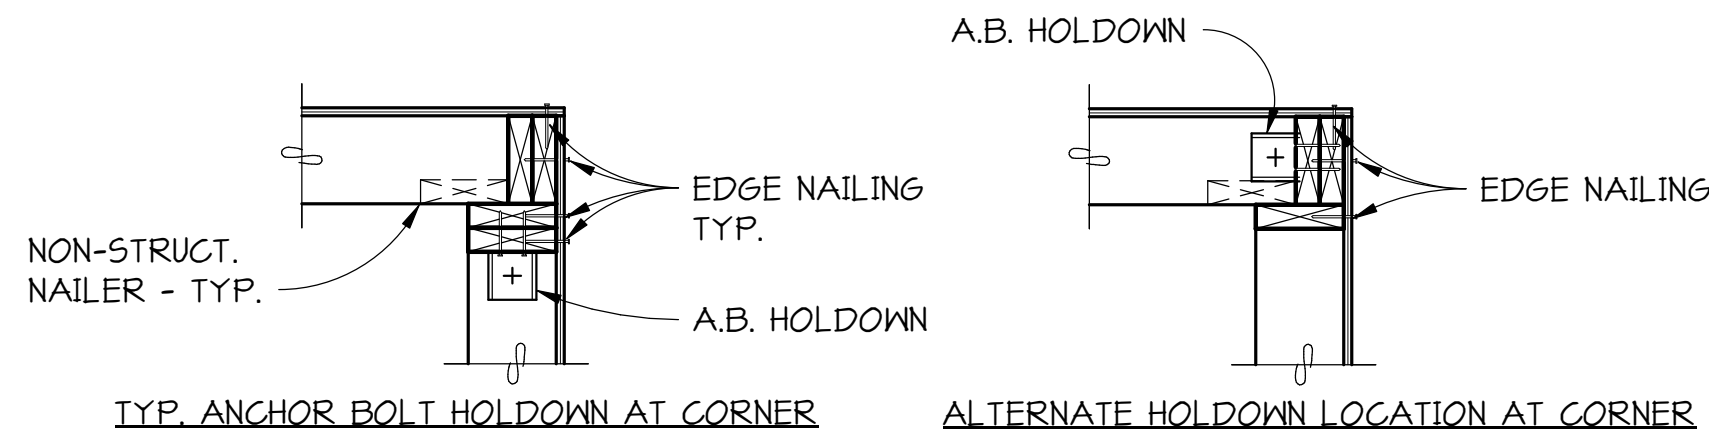 A.B. HOLDOWN
EDGE NAILING
TYP.
EDGE NAILING
NON-STRUCT.
NAILER - TYP.
A.B. HOLDOWN
TYP. ANCHOR BOLT HOLDOWN AT CORNER
ALTERNATE HOLDOWN LOCATION AT CORNER